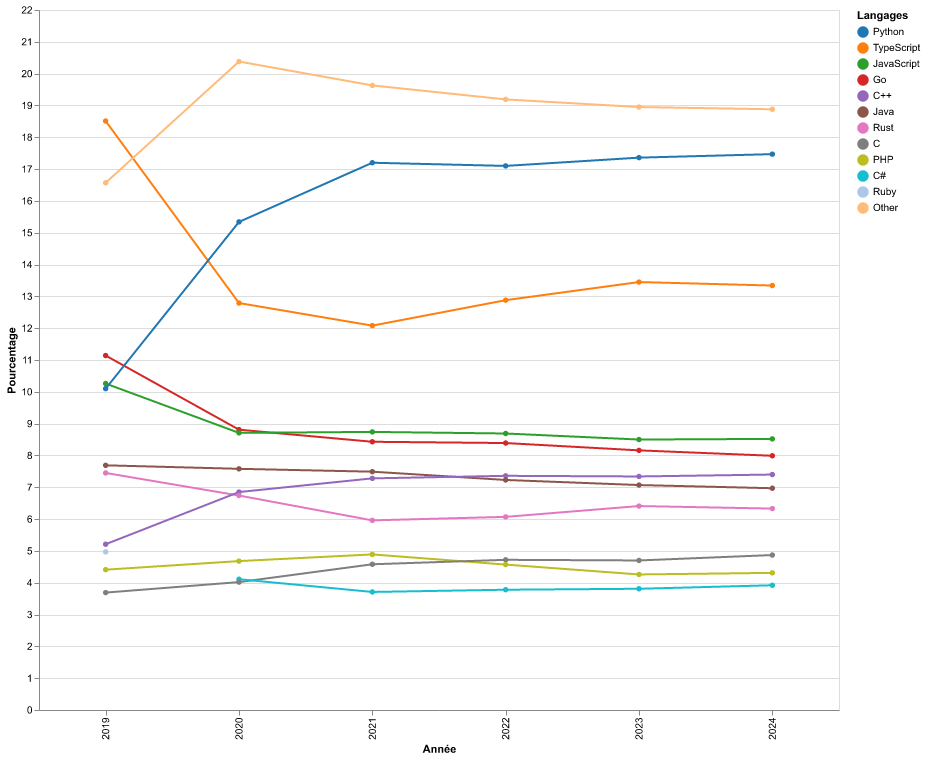 22
21
20
19
18
17
16
15
14
13
12
11
10
9
8
7
6
5
4
3
2
1
0
Pourcentage
2019
2020
2021
2022
2023
2024
Année
Langages
Python
TypeScript
JavaScript
Go
C++
Java
Rust
C
PHP
C#
Ruby
Other